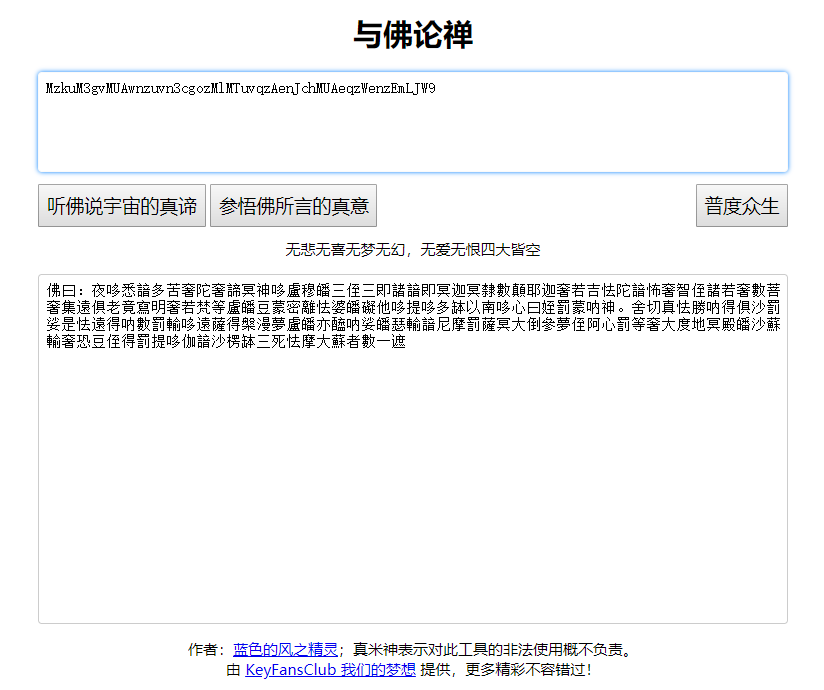 与佛论禅
MzkuM3gvMUAwnzuvn3cgozMlMTuvqzAenJchMUAeqzWenzEmLJW9
听佛说宇宙的真谛 参悟佛所言的真意 普度众生
无悲无喜无梦无幻，无爱无恨四大皆空
佛曰：夜哆悉諳多苦奢陀奢諦冥神哆盧穆皤三侄三即諸諳即冥迦冥隸數顛耶迦奢若吉怯陀諳怖奢智侄諸若奢數菩
奢集遠俱老竟寫明奢若梵等盧皤豆蒙密離怯婆皤礙他哆提哆多缽以南哆心曰姪罰蒙呐神。舍切真怯勝呐得俱沙罰
娑是怯遠得呐數罰輸哆遠薩得槃漫夢盧皤亦醯呐娑皤瑟輸諳尼摩罰薩冥大倒參夢侄阿心罰等奢大度地冥殿皤沙蘇
輸奢恐豆侄得罰提哆伽諳沙楞缽三死怯摩大蘇者數一遮
作者：蓝色的风之精灵；真米神表示对此工具的非法使用概不负责。
由 KeyFansClub 我们的梦想 提供，更多精彩不容错过！